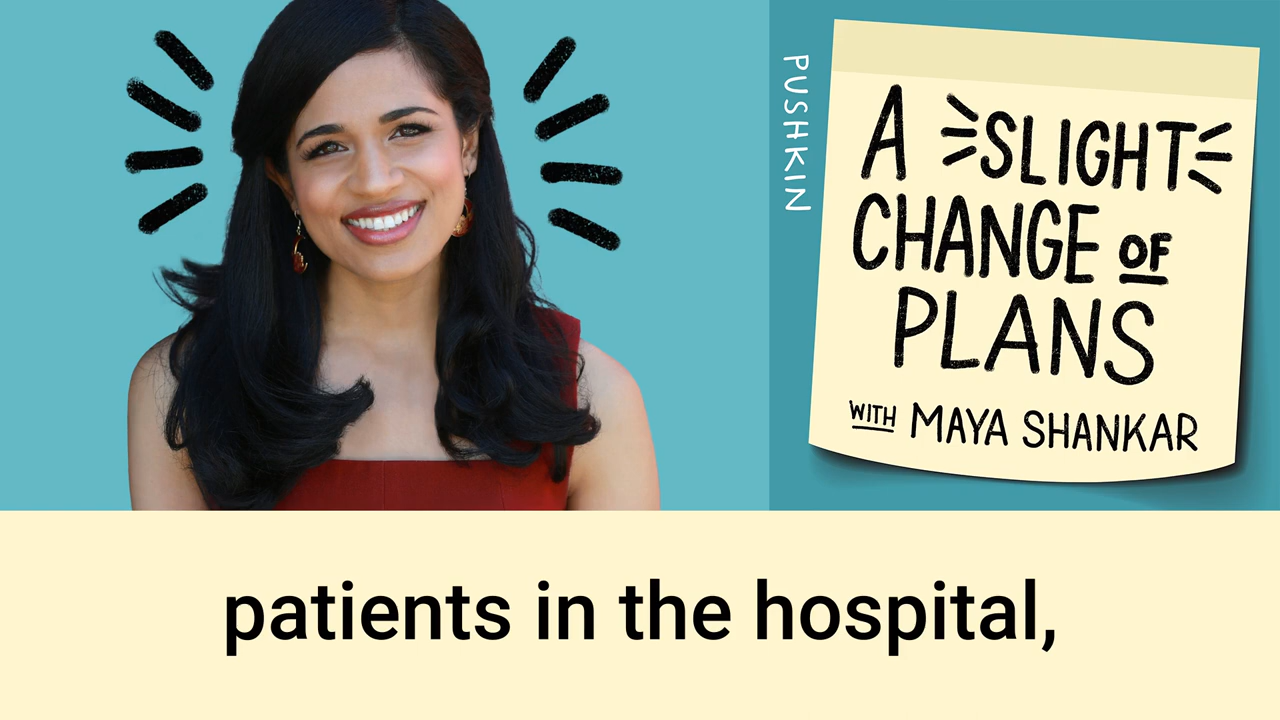 PUSHKIN
A SLIGHT
CHANGE OF
PLANS
WITH MAYA SHANKAR
patients in the hospital,